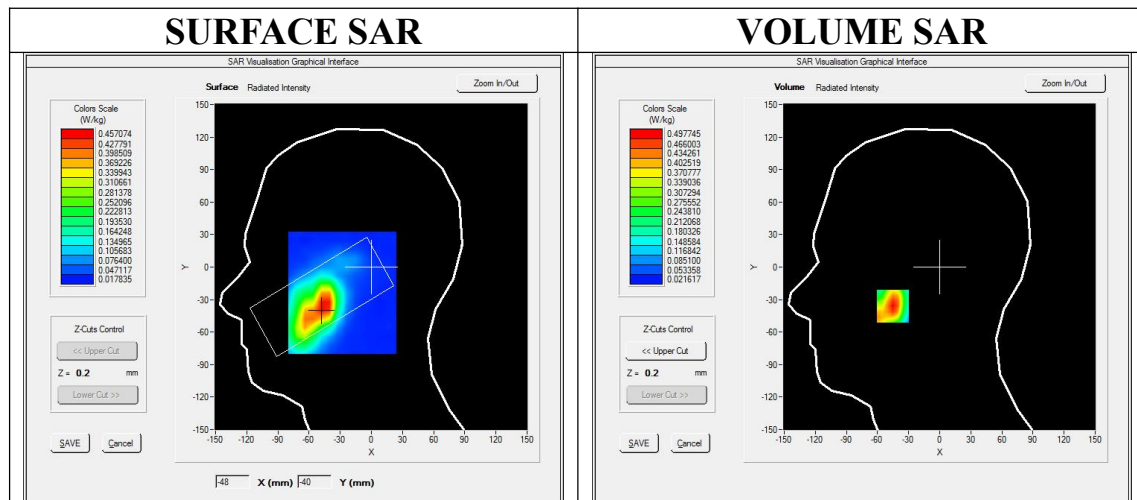 SURFACE SAR
SAR Visualisation Graphical Interface
Surface Radiated Intensity
Zoom In/Out
Colors Scale
(W/kg)
0.457074
0.427791
0.398509
0.369226
0.339943
0.310661
0.281378
0.252096
0.222813
0.193530
0.164248
0.134965
0.105683
0.076400
0.047117
0.017835
Z-Cuts Control
<< Upper Cut
Z = 0.2 mm
Lower Cut >>
SAVE Cancel
150
120
90
60
30
0
-30
-60
-90
-120
-150
Y
-150 -120 -90 -60 -30 0 30 60 90 120 150
X
-48 X (mm) -40 Y (mm)
VOLUME SAR
SAR Visualisation Graphical Interface
Volume Radiated Intensity
Zoom In/Out
Colors Scale
(W/kg)
0.497745
0.466003
0.434261
0.402519
0.370777
0.339036
0.307294
0.275552
0.243810
0.212068
0.180326
0.148584
0.116842
0.085100
0.053358
0.021617
Z-Cuts Control
<< Upper Cut
Z = 0.2 mm
Lower Cut >>
SAVE Cancel
150
120
90
60
30
0
-30
-60
-90
-120
-150
Y
-150 -120 -90 -60 -30 0 30 60 90 120 150
X